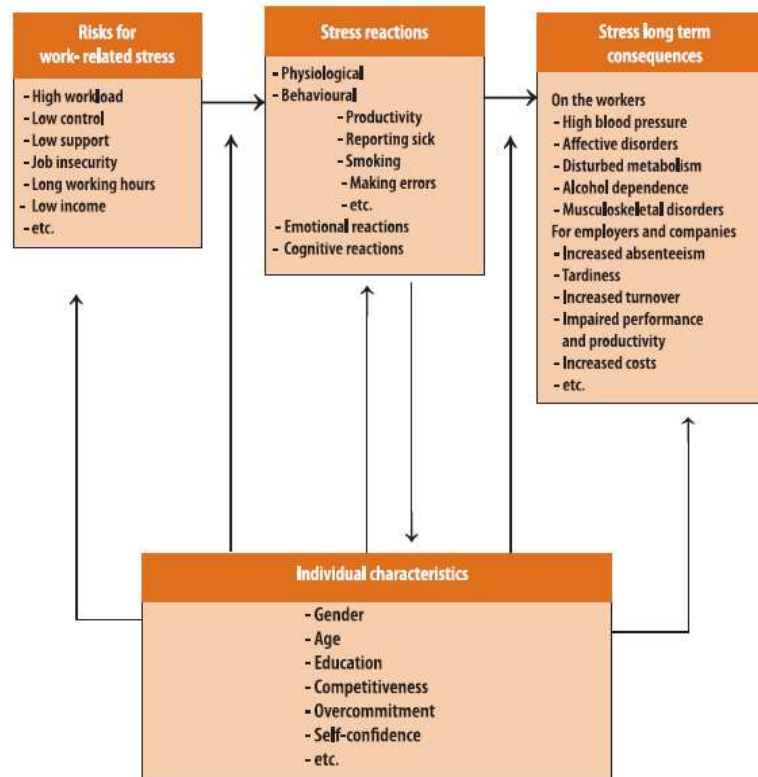 Risks for
work- related stress
- High workload
- Low control
- Low support
- Job insecurity
- Long working hours
- Low income
- etc.
Stress reactions
- Physiological
- Behavioural
- Productivity
- Reporting sick
- Smoking
- Making errors
- etc.
- Emotional reactions
- Cognitive reactions
Stress long term
consequences
On the workers
- High blood pressure
- Affective disorders
- Disturbed metabolism
- Alcohol dependence
- Musculoskeletal disorders
For employers and companies
- Increased absenteeism
- Tardiness
- Increased turnover
- Impaired performance
and productivity
- Increased costs
- etc.
Individual characteristics
- Gender
- Age
- Education
- Competitiveness
- Overcommitment
- Self-confidence
- etc.